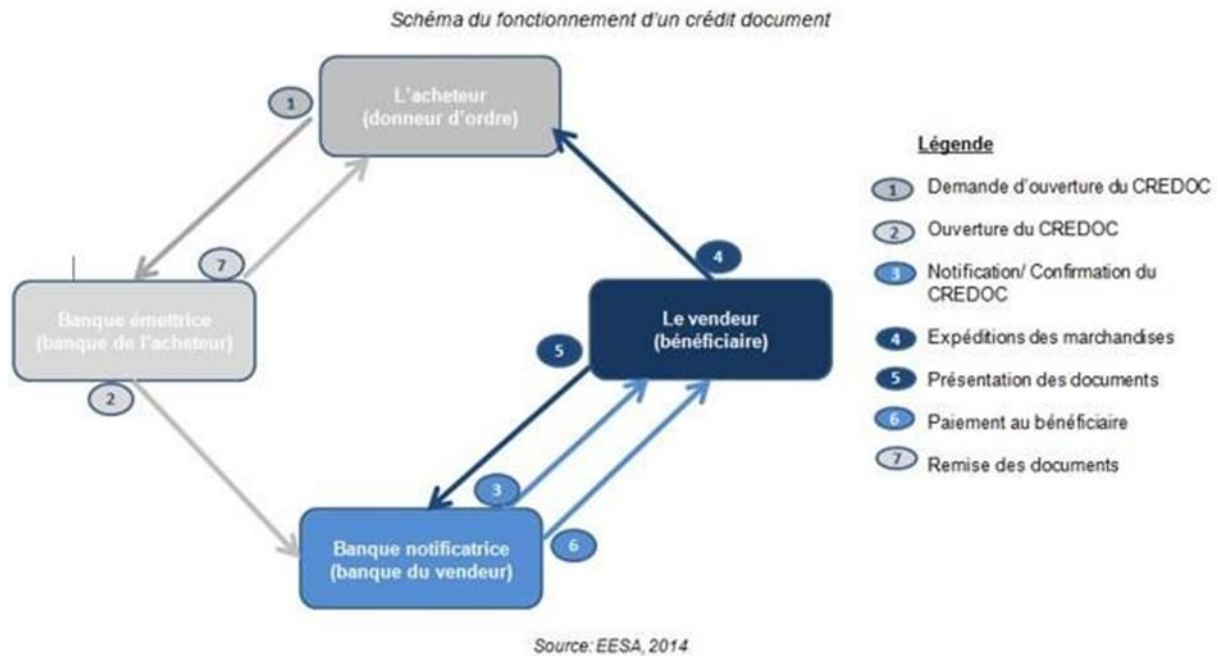 Schéma du fonctionnement d'un crédit document
1
L'acheteur
(donneur d'ordre)
Légende
1 Demande d'ouverture du CREDOC
2 Ouverture du CREDOC
3 Notification/ Confirmation du
CREDOC
4 Expéditions des marchandises
5 Présentation des documents
6 Paiement au bénéficiaire
7 Remise des documents
7
4
Banque émettrice
(banque de l'acheteur)
Le vendeur
(bénéficiaire)
5
2
3
Banque notificatrice
(banque du vendeur)
6
Source: EESA, 2014